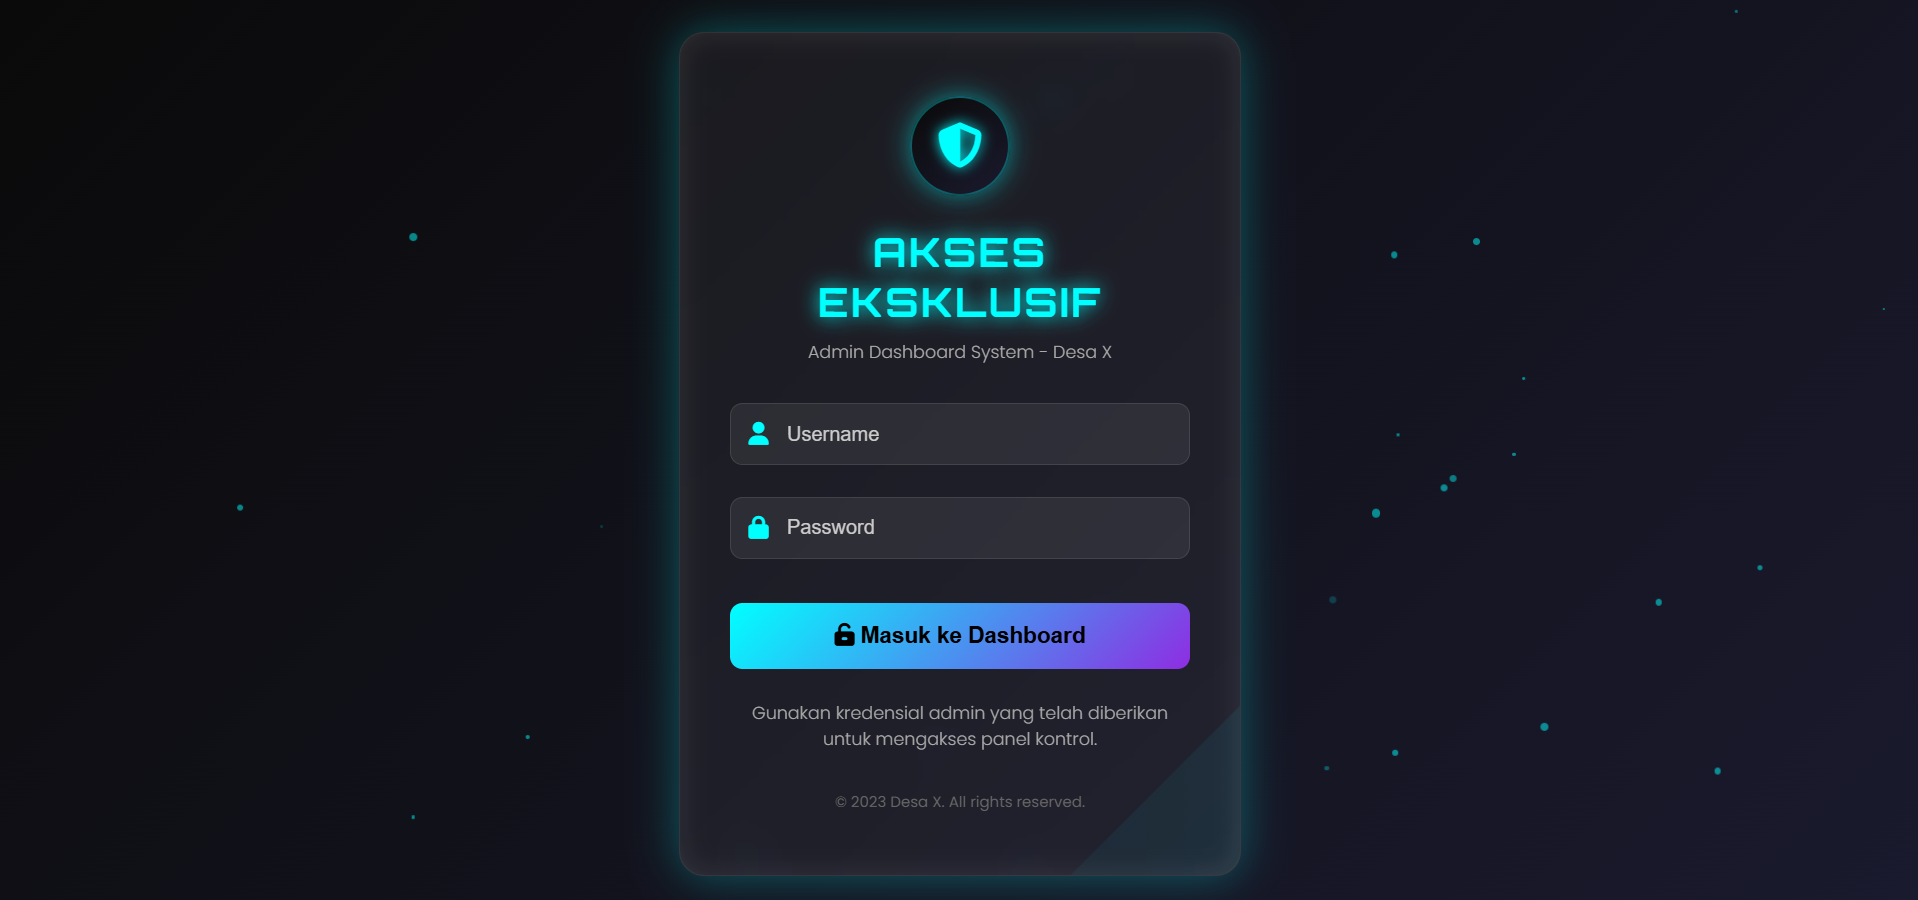 AKSES
EKSKLUSIF
Admin Dashboard System - Desa X
Username
Password
Masuk ke Dashboard
Gunakan kredensial admin yang telah diberikan
untuk mengakses panel kontrol.
© 2023 Desa X. All rights reserved.